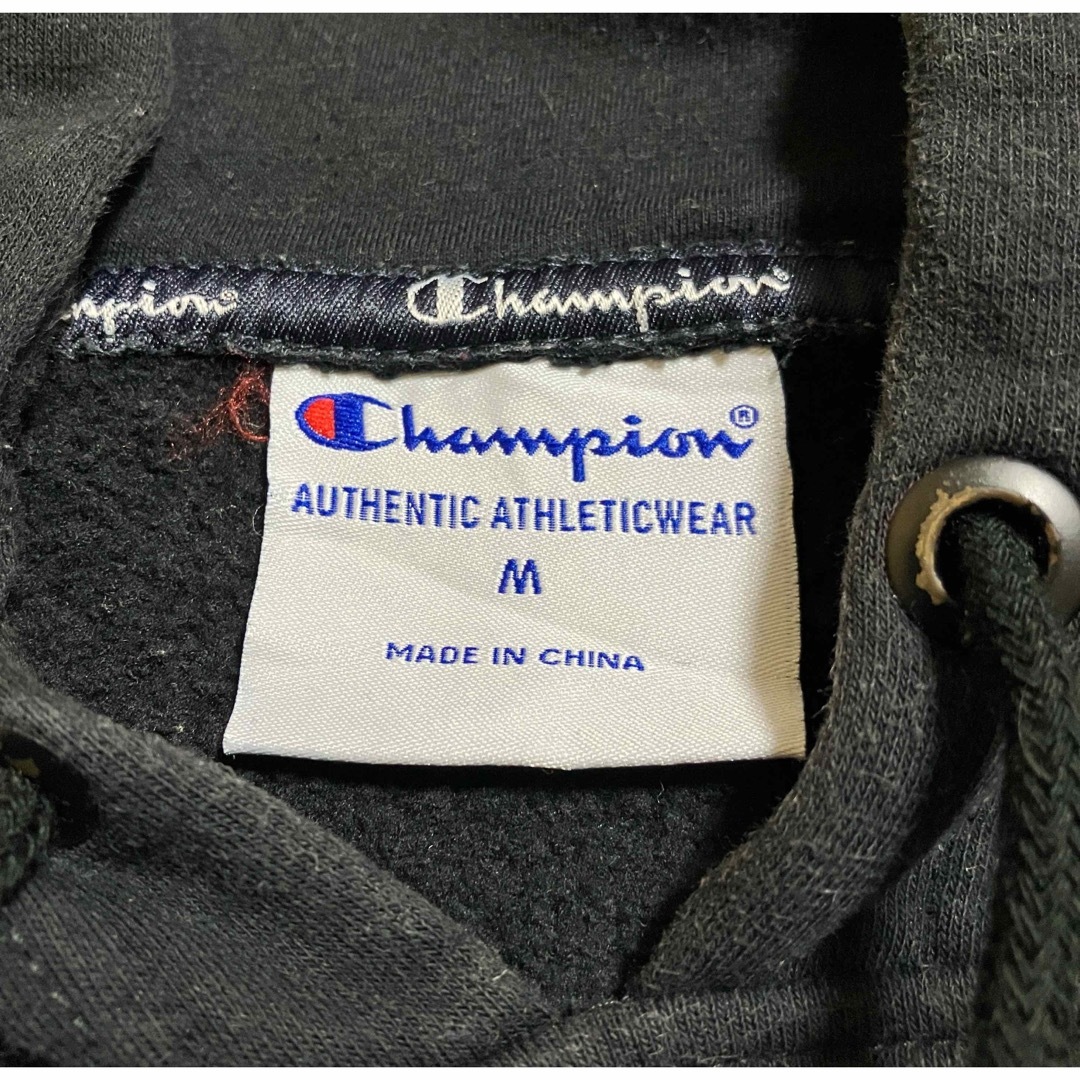 mpion®
Champion®
Champion®
AUTHENTIC ATHLETICWEAR
M
MADE IN CHINA